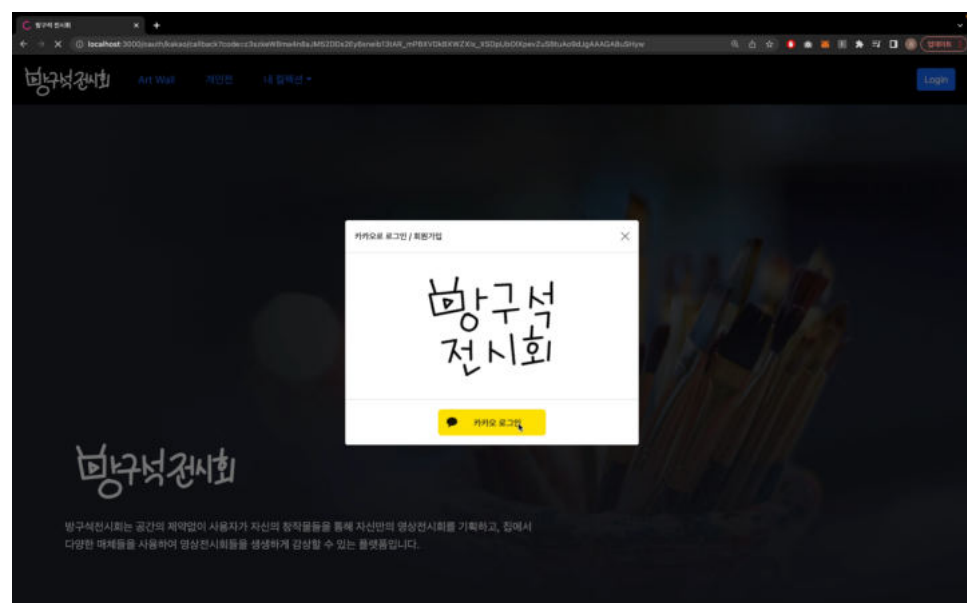 방구석 전시회
localhost:3000/oauth/kakao/callback?code=
업데이트
방구석전시회
Art Wall
개인전
내 컬렉션
Login
카카오로 로그인 / 회원가입
방구석
전시회
카카오 로그인
방구석전시회
방구석전시회는 공간의 제약없이 사용자가 자신의 창작물들을 통해 자신만의 영상전시회를 기획하고, 집에서
다양한 매체들을 사용하여 영상전시회들을 생생하게 감상할 수 있는 플랫폼입니다.